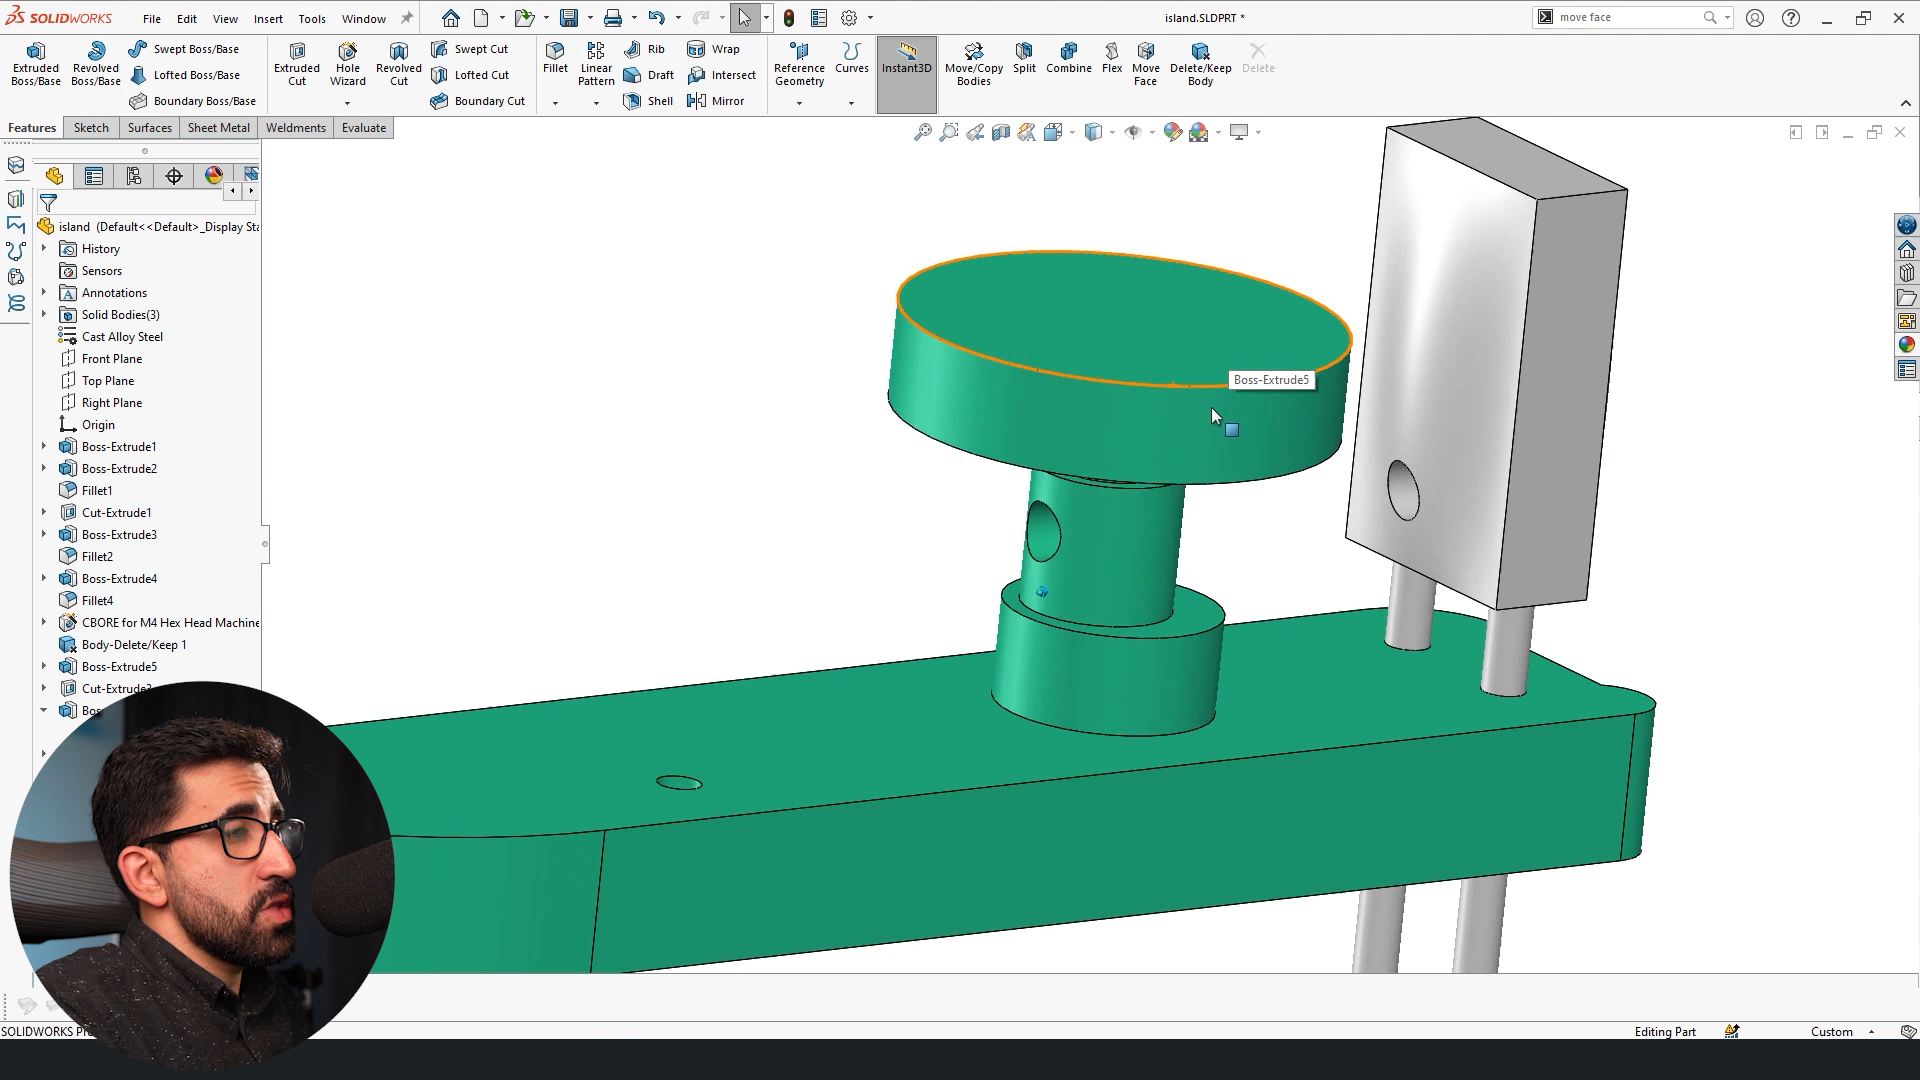 SOLIDWORKS
File Edit View Insert Tools Window
island.SLDPRT *
move face
Extruded Boss/Base
Revolved Boss/Base
Swept Boss/Base
Lofted Boss/Base
Boundary Boss/Base
Extruded Cut
Hole Wizard
Revolved Cut
Swept Cut
Lofted Cut
Boundary Cut
Fillet
Linear Pattern
Rib
Draft
Shell
Wrap
Intersect
Mirror
Reference Geometry
Curves
Instant3D
Move/Copy Bodies
Split
Combine
Flex
Move Face
Delete/Keep Body
Delete
Features Sketch Surfaces Sheet Metal Weldments Evaluate
island (Default<<Default>_Display Sta
History
Sensors
Annotations
Solid Bodies(3)
Cast Alloy Steel
Front Plane
Top Plane
Right Plane
Origin
Boss-Extrude1
Boss-Extrude2
Fillet1
Cut-Extrude1
Boss-Extrude3
Fillet2
Boss-Extrude4
Fillet4
CBORE for M4 Hex Head Machine
Body-Delete/Keep 1
Boss-Extrude5
Cut-Extrude
Bos
Boss-Extrude5
SOLIDWORKS
Editing Part
Custom